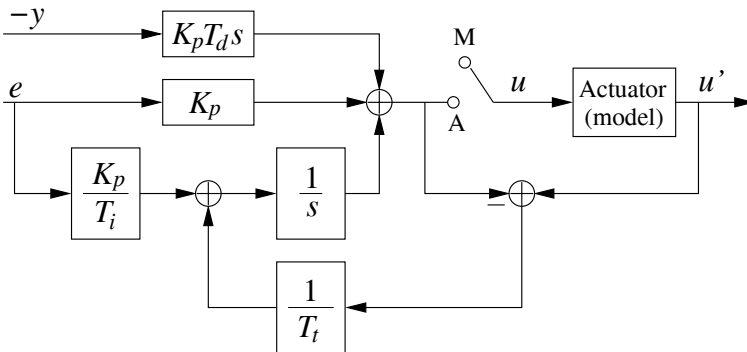 −y
K_pT_ds
M
e
K_p
A
u
Actuator
(model)
u’
K_p
T_i
1
s
−
1
T_t